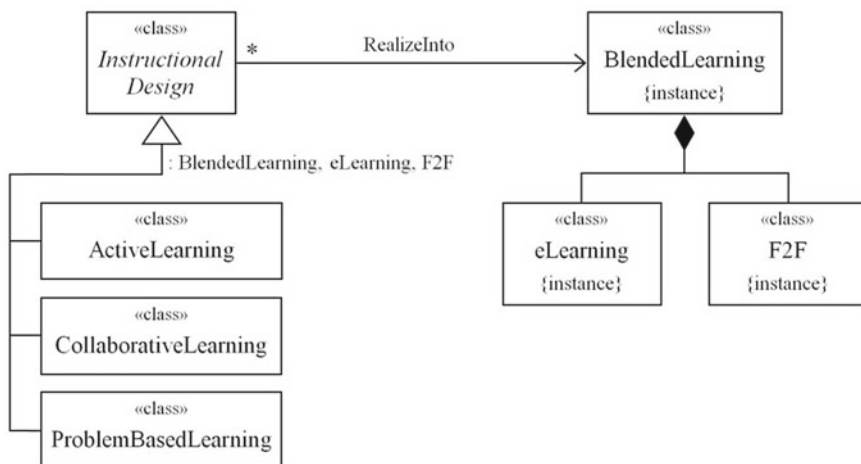 «class»
Instructional
Design
*
RealizeInto
«class»
BlendedLearning
{instance}
: BlendedLearning, eLearning, F2F
«class»
ActiveLearning
«class»
CollaborativeLearning
«class»
ProblemBasedLearning
«class»
eLearning
{instance}
«class»
F2F
{instance}